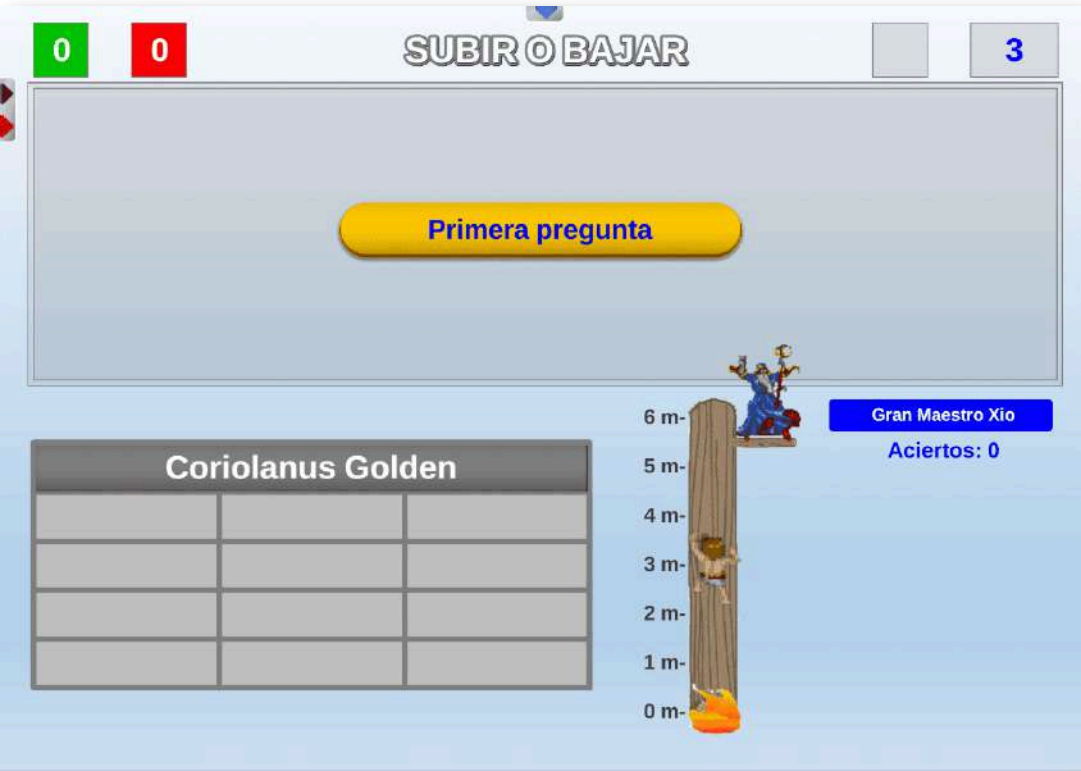 0 0 SUBIR O BAJAR 3
Primera pregunta
6 m-
Gran Maestro Xio
Aciertos: 0
Coriolanus Golden
5 m-
4 m-
3 m-
2 m-
1 m-
0 m-